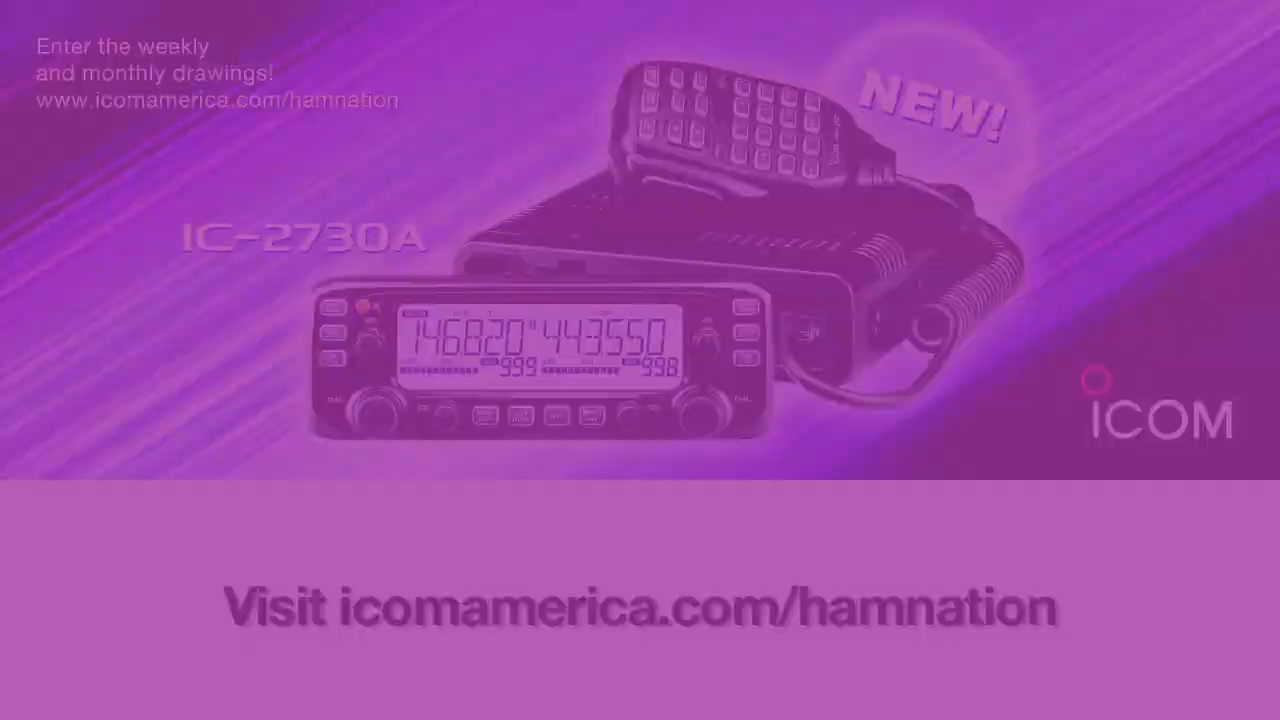 Enter the weekly
and monthly drawings!
www.icomamerica.com/hamnation
NEW!
IC-2730A
146.820 443.550
999 998
ICOM
Visit icomamerica.com/hamnation